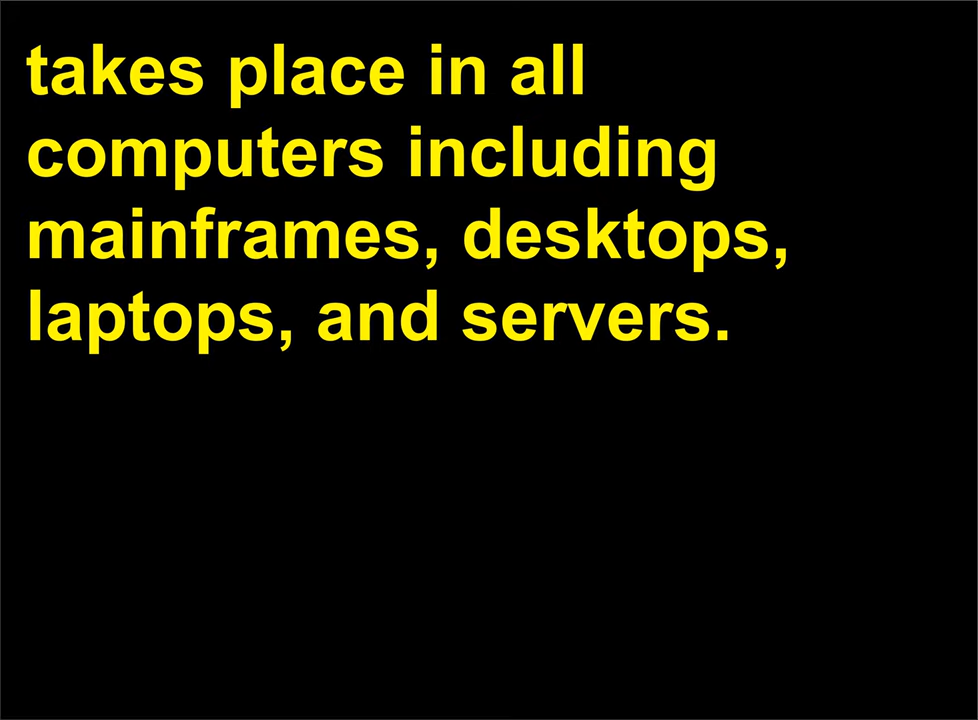 takes place in all
computers including
mainframes, desktops,
laptops, and servers.